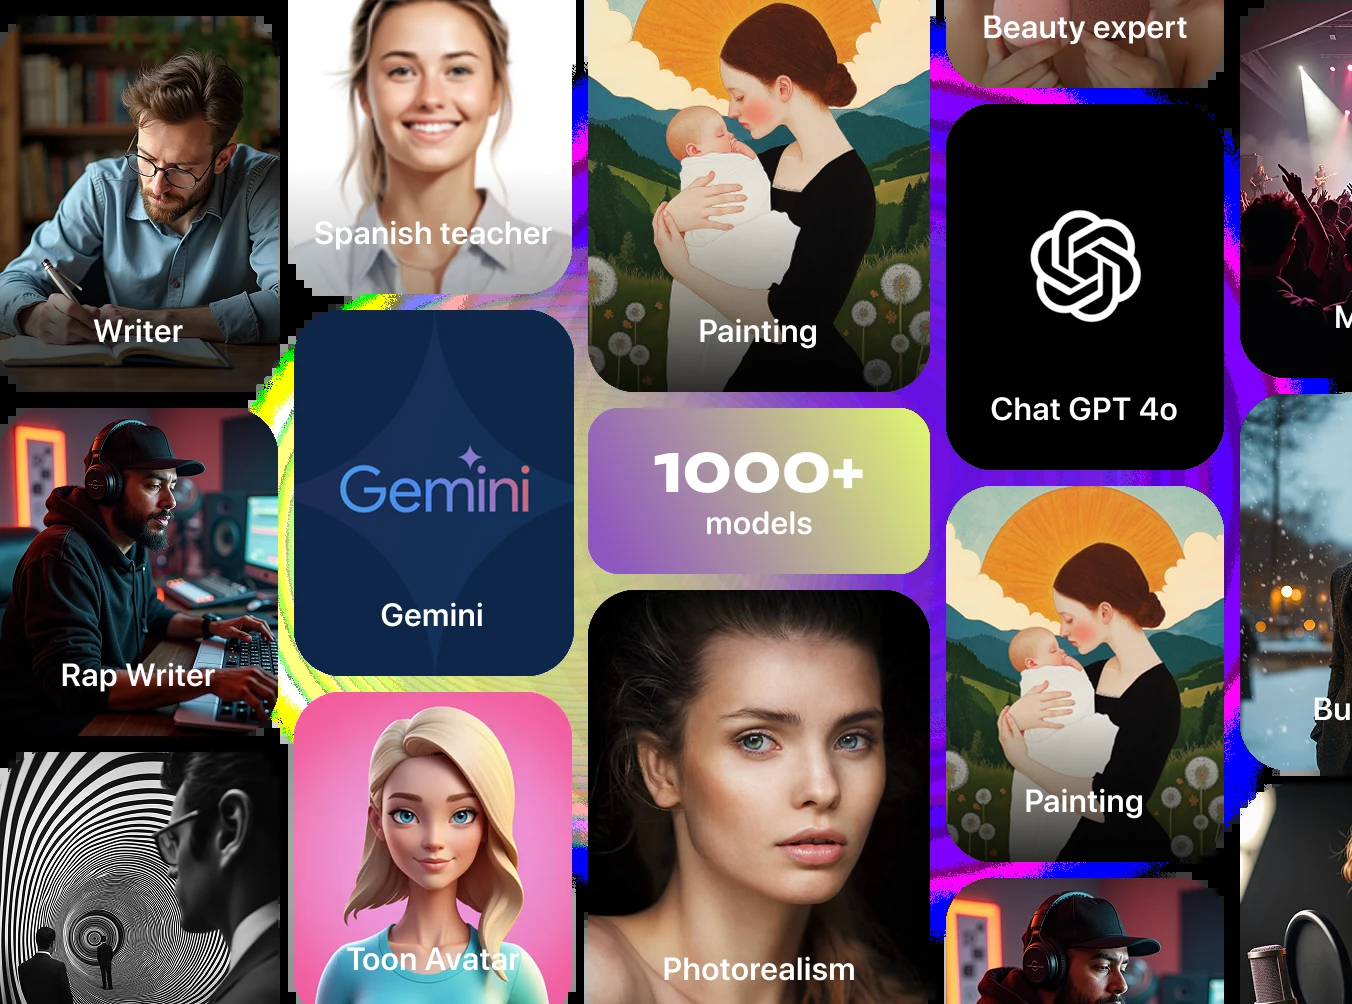 Writer
Rap Writer
Spanish teacher
Gemini
Gemini
Toon Avatar
Painting
1000+
models
Photorealism
Beauty expert
Chat GPT 4o
Painting
M
Bu